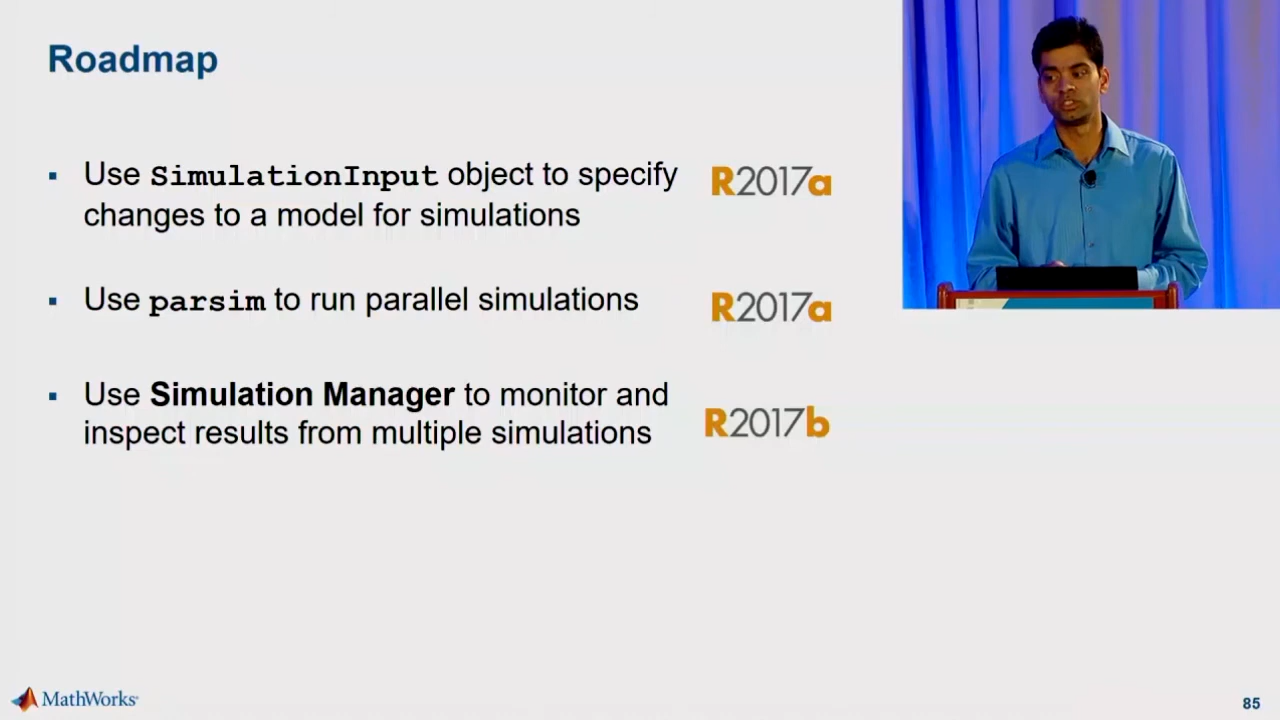 Roadmap
▪ Use SimulationInput object to specify
changes to a model for simulations
R2017a
▪ Use parsim to run parallel simulations
R2017a
▪ Use Simulation Manager to monitor and
inspect results from multiple simulations
R2017b
MathWorks
85